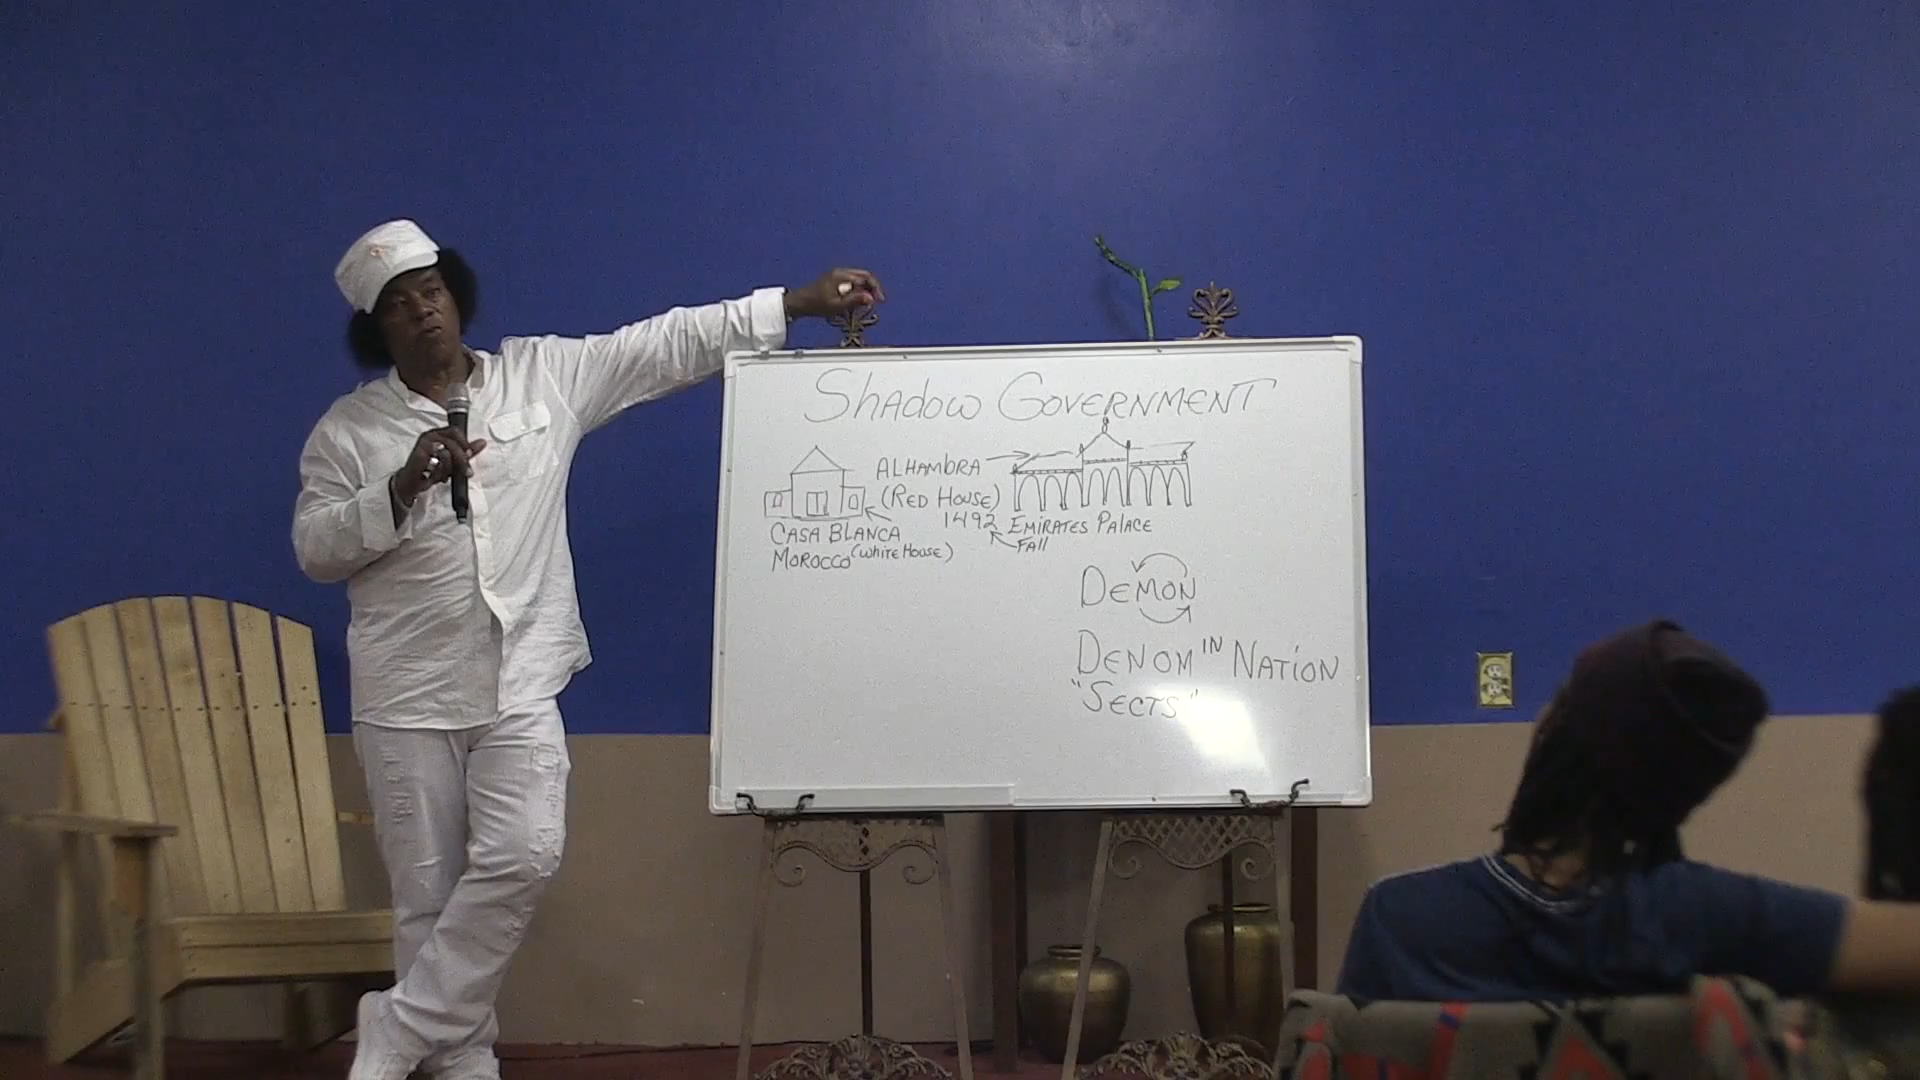 Shadow Government
ALHAMBRA
(RED HOUSE)
1492
EMIRATES PALACE
Fall
CASA BLANCA
MOROCCO (WHITE HOUSE)
DEMON
DENOM IN NATION
"SECTS"